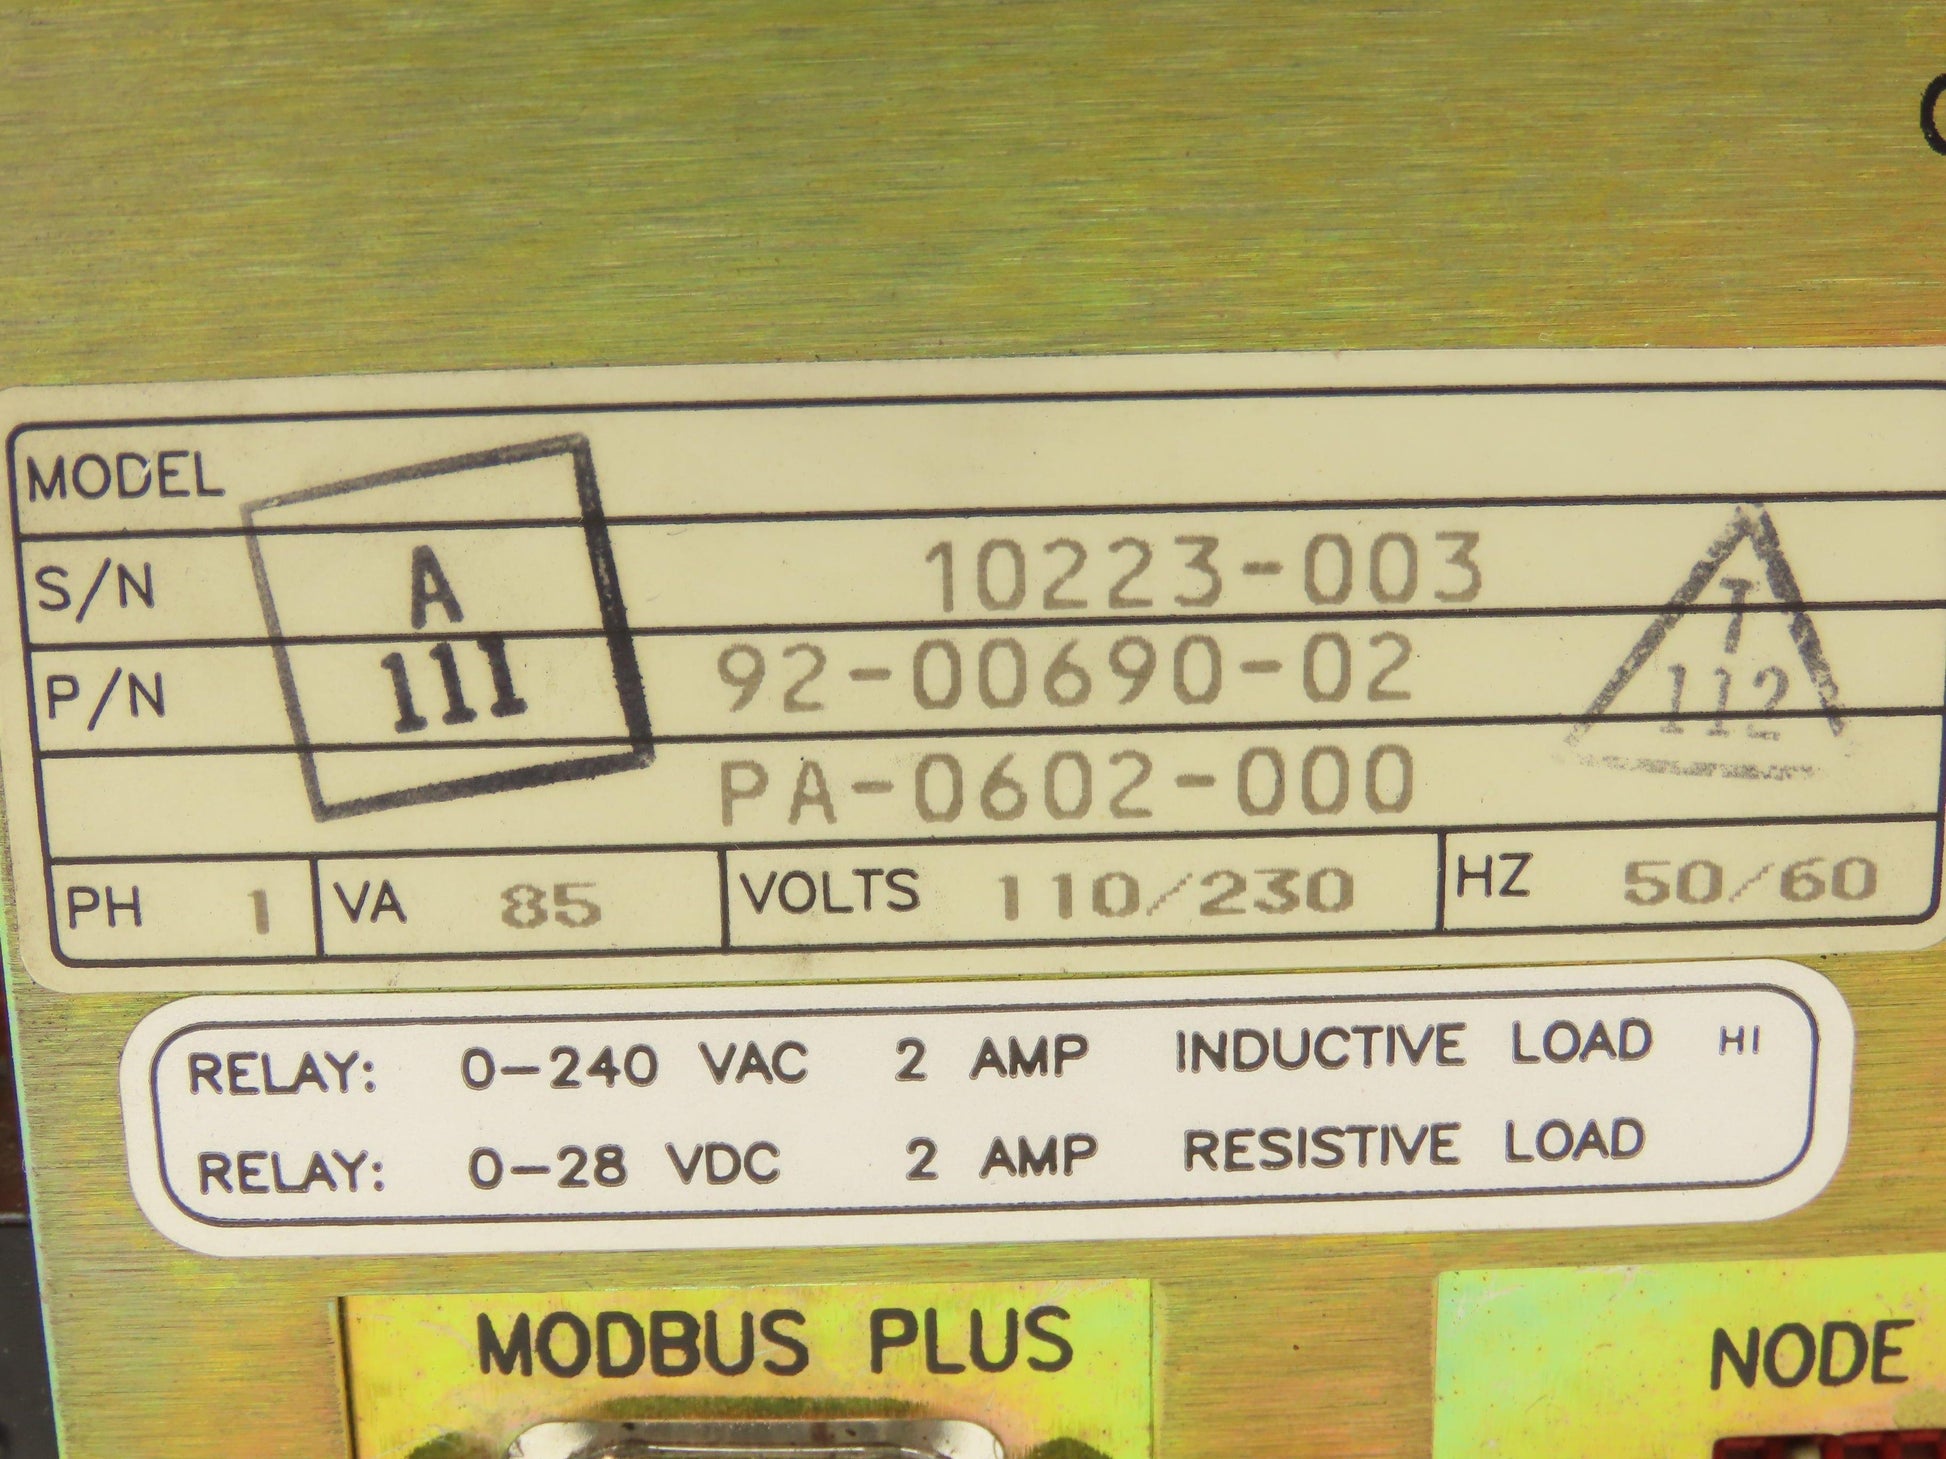 MODEL
A
111
S/N 10223-003
P/N 92-00690-02
T
112
PA-0602-000
PH 1 VA 85 VOLTS 110/230 HZ 50/60
RELAY: 0-240 VAC 2 AMP INDUCTIVE LOAD HI
RELAY: 0-28 VDC 2 AMP RESISTIVE LOAD
MODBUS PLUS
NODE